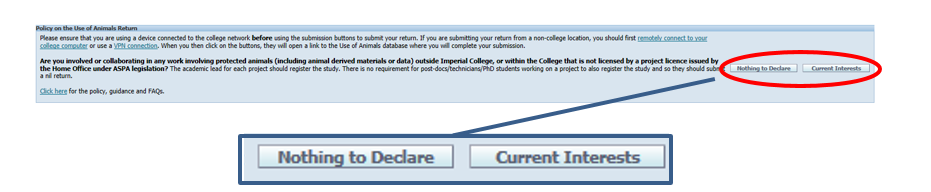 Policy on the Use of Animals Return
Please ensure that you are using a device connected to the college network before using the submission buttons to submit your return. If you are submitting your return from a non-college location, you should first remotely connect to your
college computer or use a VPN connection. When you then click on the buttons, they will open a link to the Use of Animals database where you will complete your submission.
Are you involved or collaborating in any work involving protected animals (including animal derived materials or data) outside Imperial College, or within the College that is not licensed by a project licence issued by
the Home Office under ASPA legislation? The academic lead for each project should register the study. There is no requirement for post-docs/technicians/PhD students working on a project to also register the study and so they should
a nil return.
Nothing to Declare Current Interests
Click here for the policy, guidance and FAQs.
Nothing to Declare Current Interests